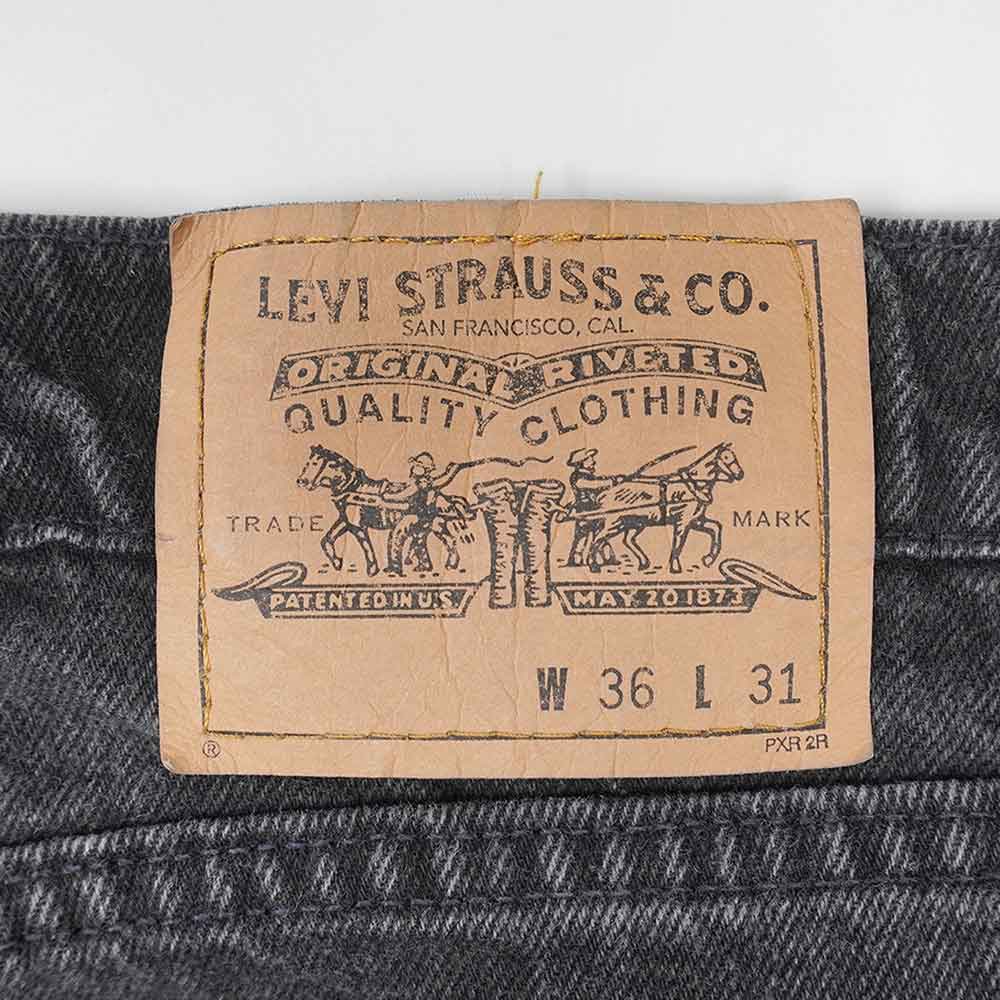 LEVI STRAUSS & CO.
SAN FRANCISCO, CAL.
ORIGINAL RIVETED
QUALITY CLOTHING
TRADE MARK
PATENTED IN U.S. MAY 20 1873
W 36 L 31
® PXR 2R